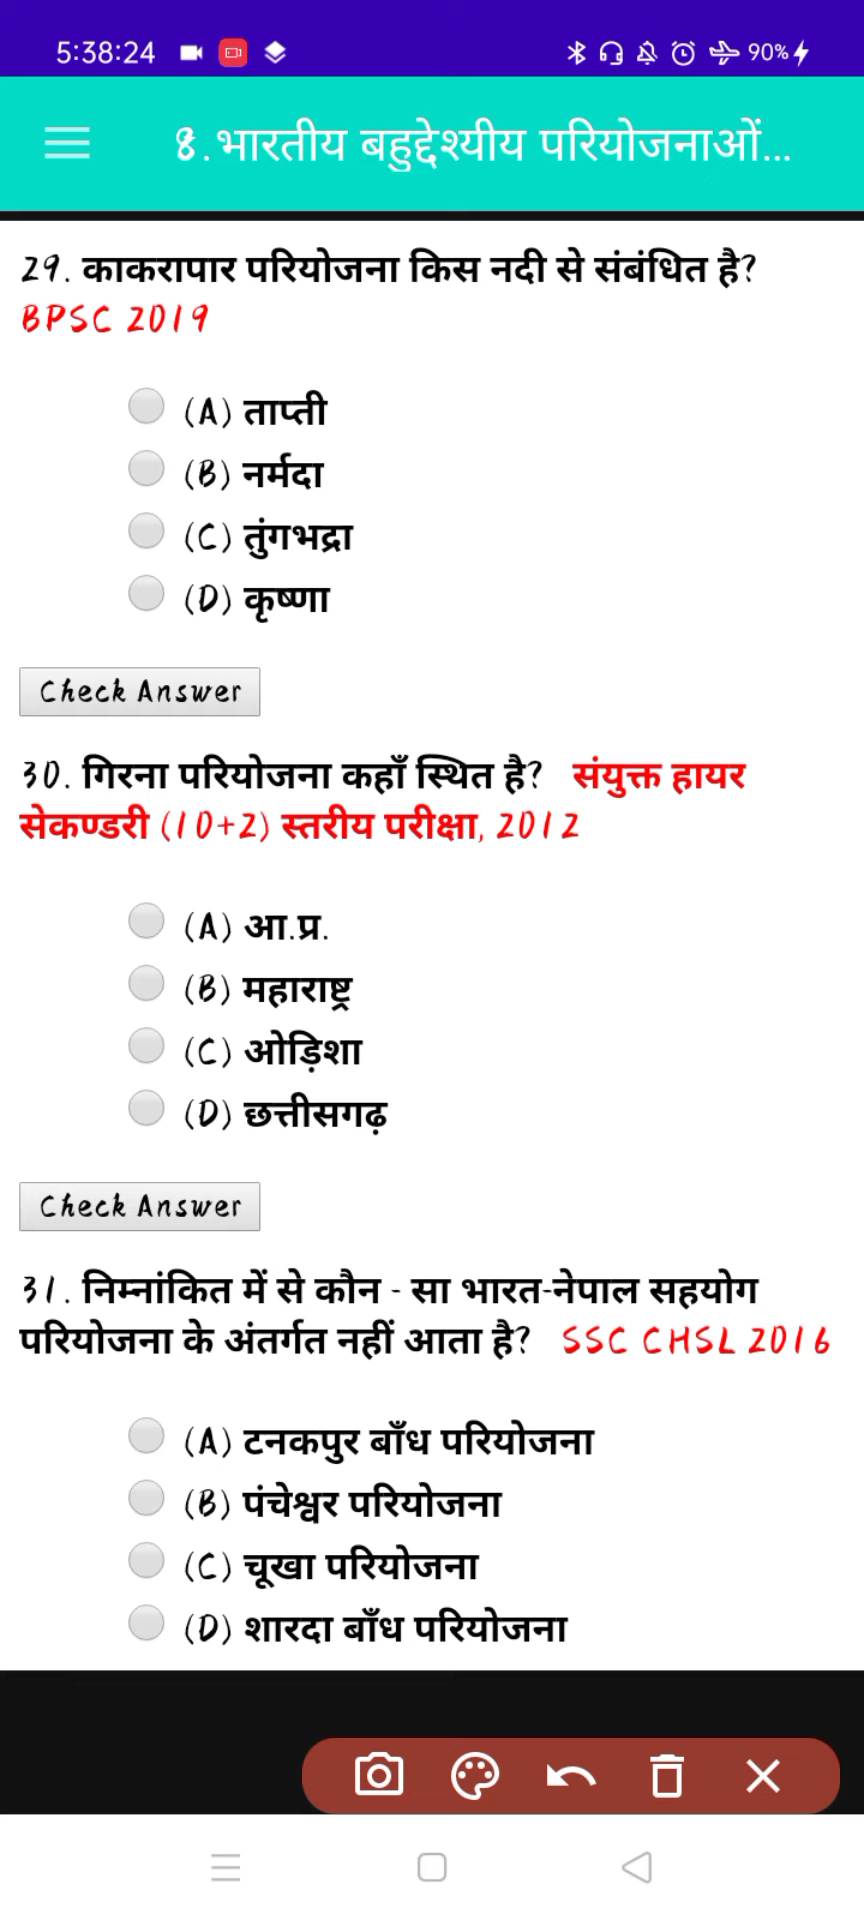 5:38:24 90%
8.भारतीय बहुद्देश्यीय परियोजनाओं...
29. काकरापार परियोजना किस नदी से संबंधित है?
BPSC 2019
(A) ताप्ती
(B) नर्मदा
(C) तुंगभद्रा
(D) कृष्णा
Check Answer
30. गिरना परियोजना कहाँ स्थित है? संयुक्त हायर
सेकण्डरी (10+2) स्तरीय परीक्षा, 2012
(A) आ.प्र.
(B) महाराष्ट्र
(C) ओड़िशा
(D) छत्तीसगढ़
Check Answer
31. निम्नांकित में से कौन - सा भारत-नेपाल सहयोग
परियोजना के अंतर्गत नहीं आता है? SSC CHSL 2016
(A) टनकपुर बाँध परियोजना
(B) पंचेश्वर परियोजना
(C) चूखा परियोजना
(D) शारदा बाँध परियोजना